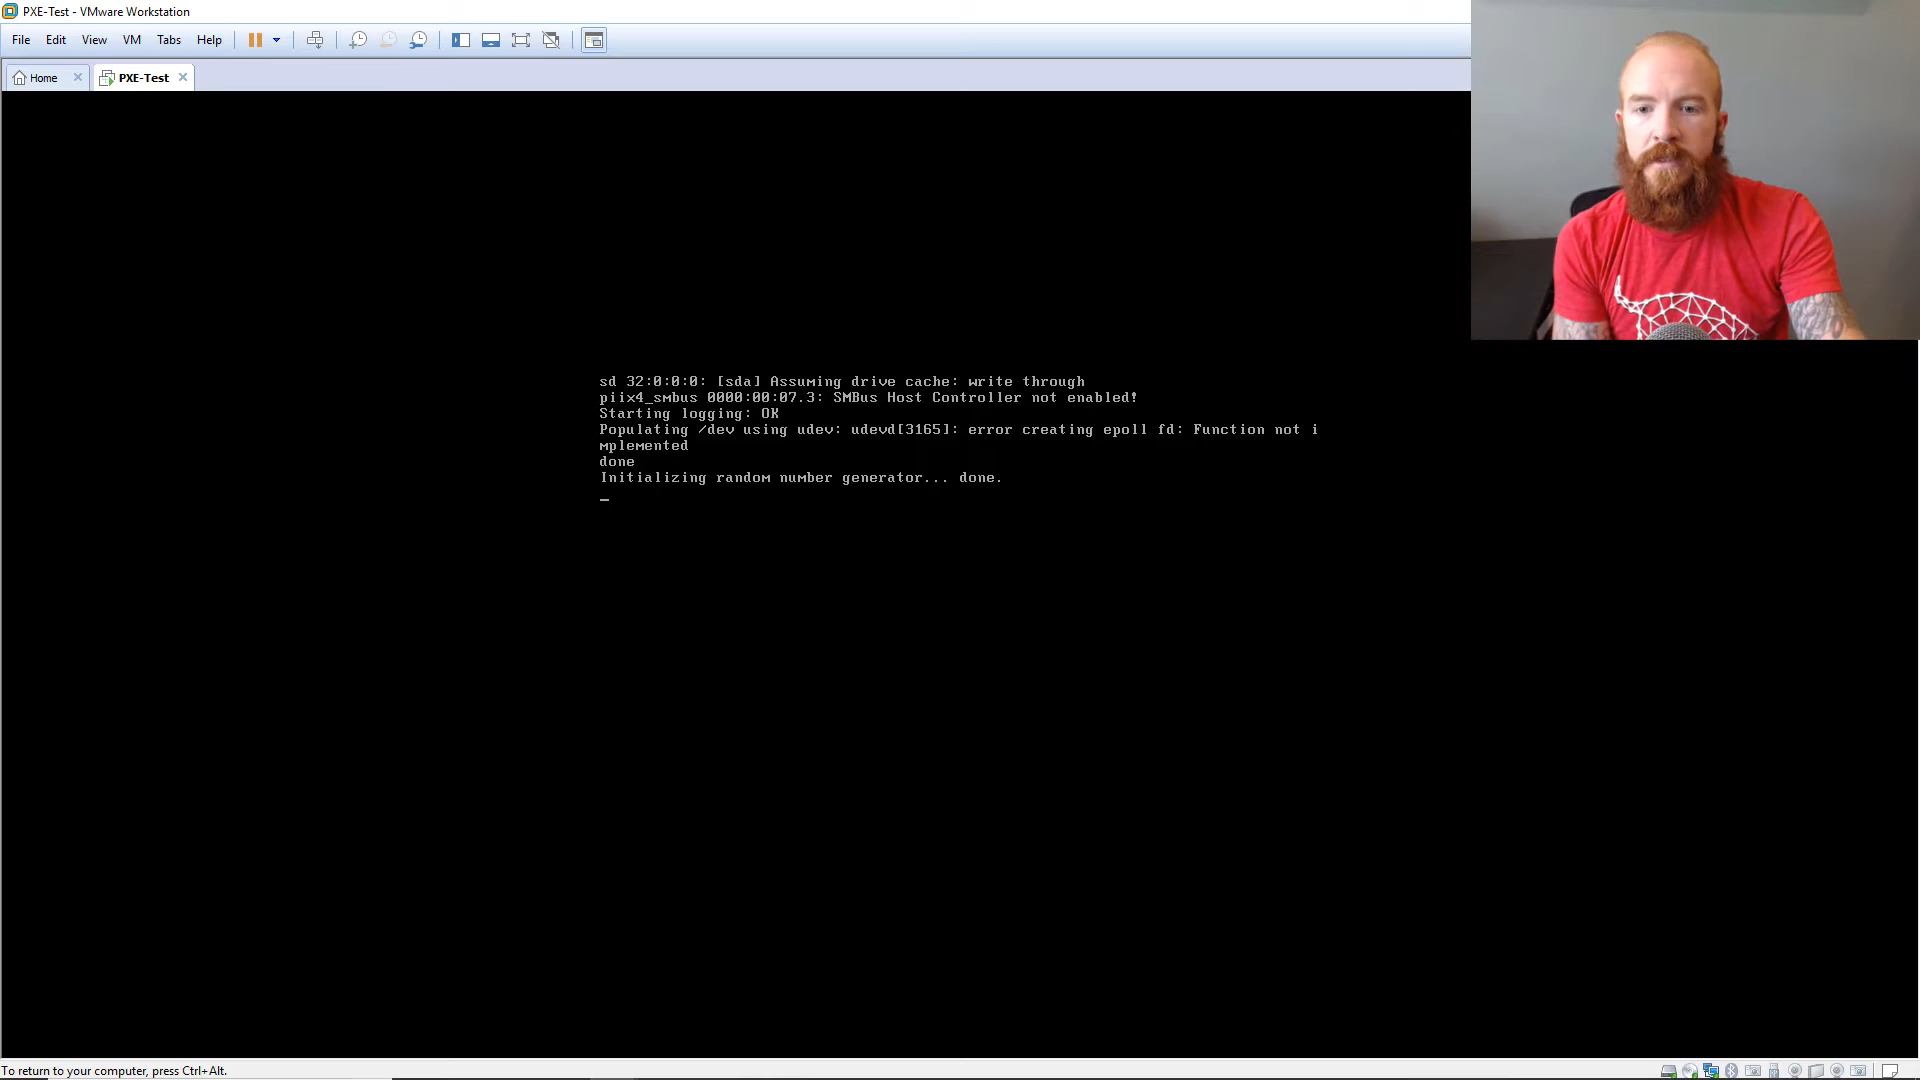 PXE-Test - VMware Workstation
File Edit View VM Tabs Help
Home PXE-Test
sd 32:0:0:0: [sda] Assuming drive cache: write through
piix4_smbus 0000:00:07.3: SMBus Host Controller not enabled!
Starting logging: OK
Populating /dev using udev: udevd[3165]: error creating epoll fd: Function not i
mplemented
done
Initializing random number generator... done.
To return to your computer, press Ctrl+Alt.